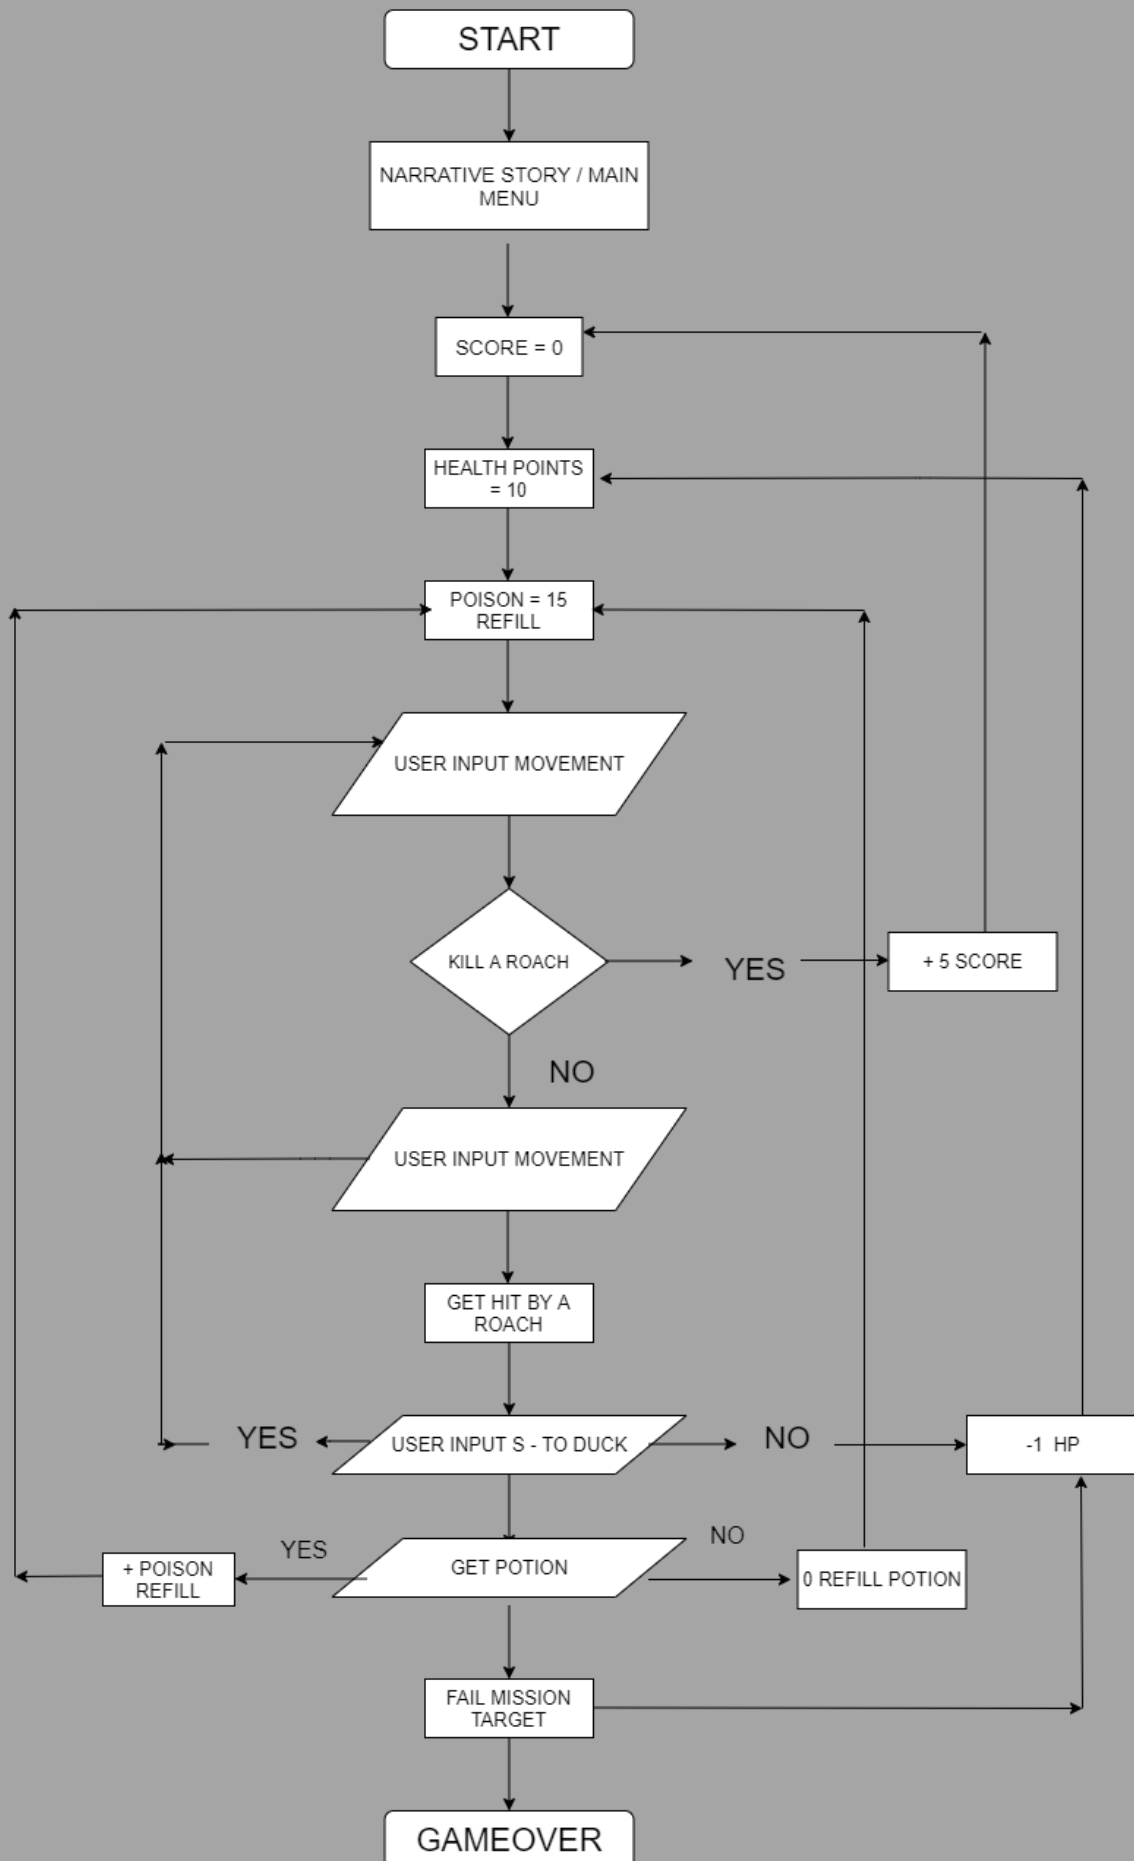 START
NARRATIVE STORY / MAIN
MENU
SCORE = 0
HEALTH POINTS
= 10
POISON = 15
REFILL
USER INPUT MOVEMENT
KILL A ROACH
YES
+ 5 SCORE
NO
USER INPUT MOVEMENT
GET HIT BY A
ROACH
YES
USER INPUT S - TO DUCK
NO
-1 HP
+ POISON
REFILL
YES
GET POTION
NO
0 REFILL POTION
FAIL MISSION
TARGET
GAMEOVER